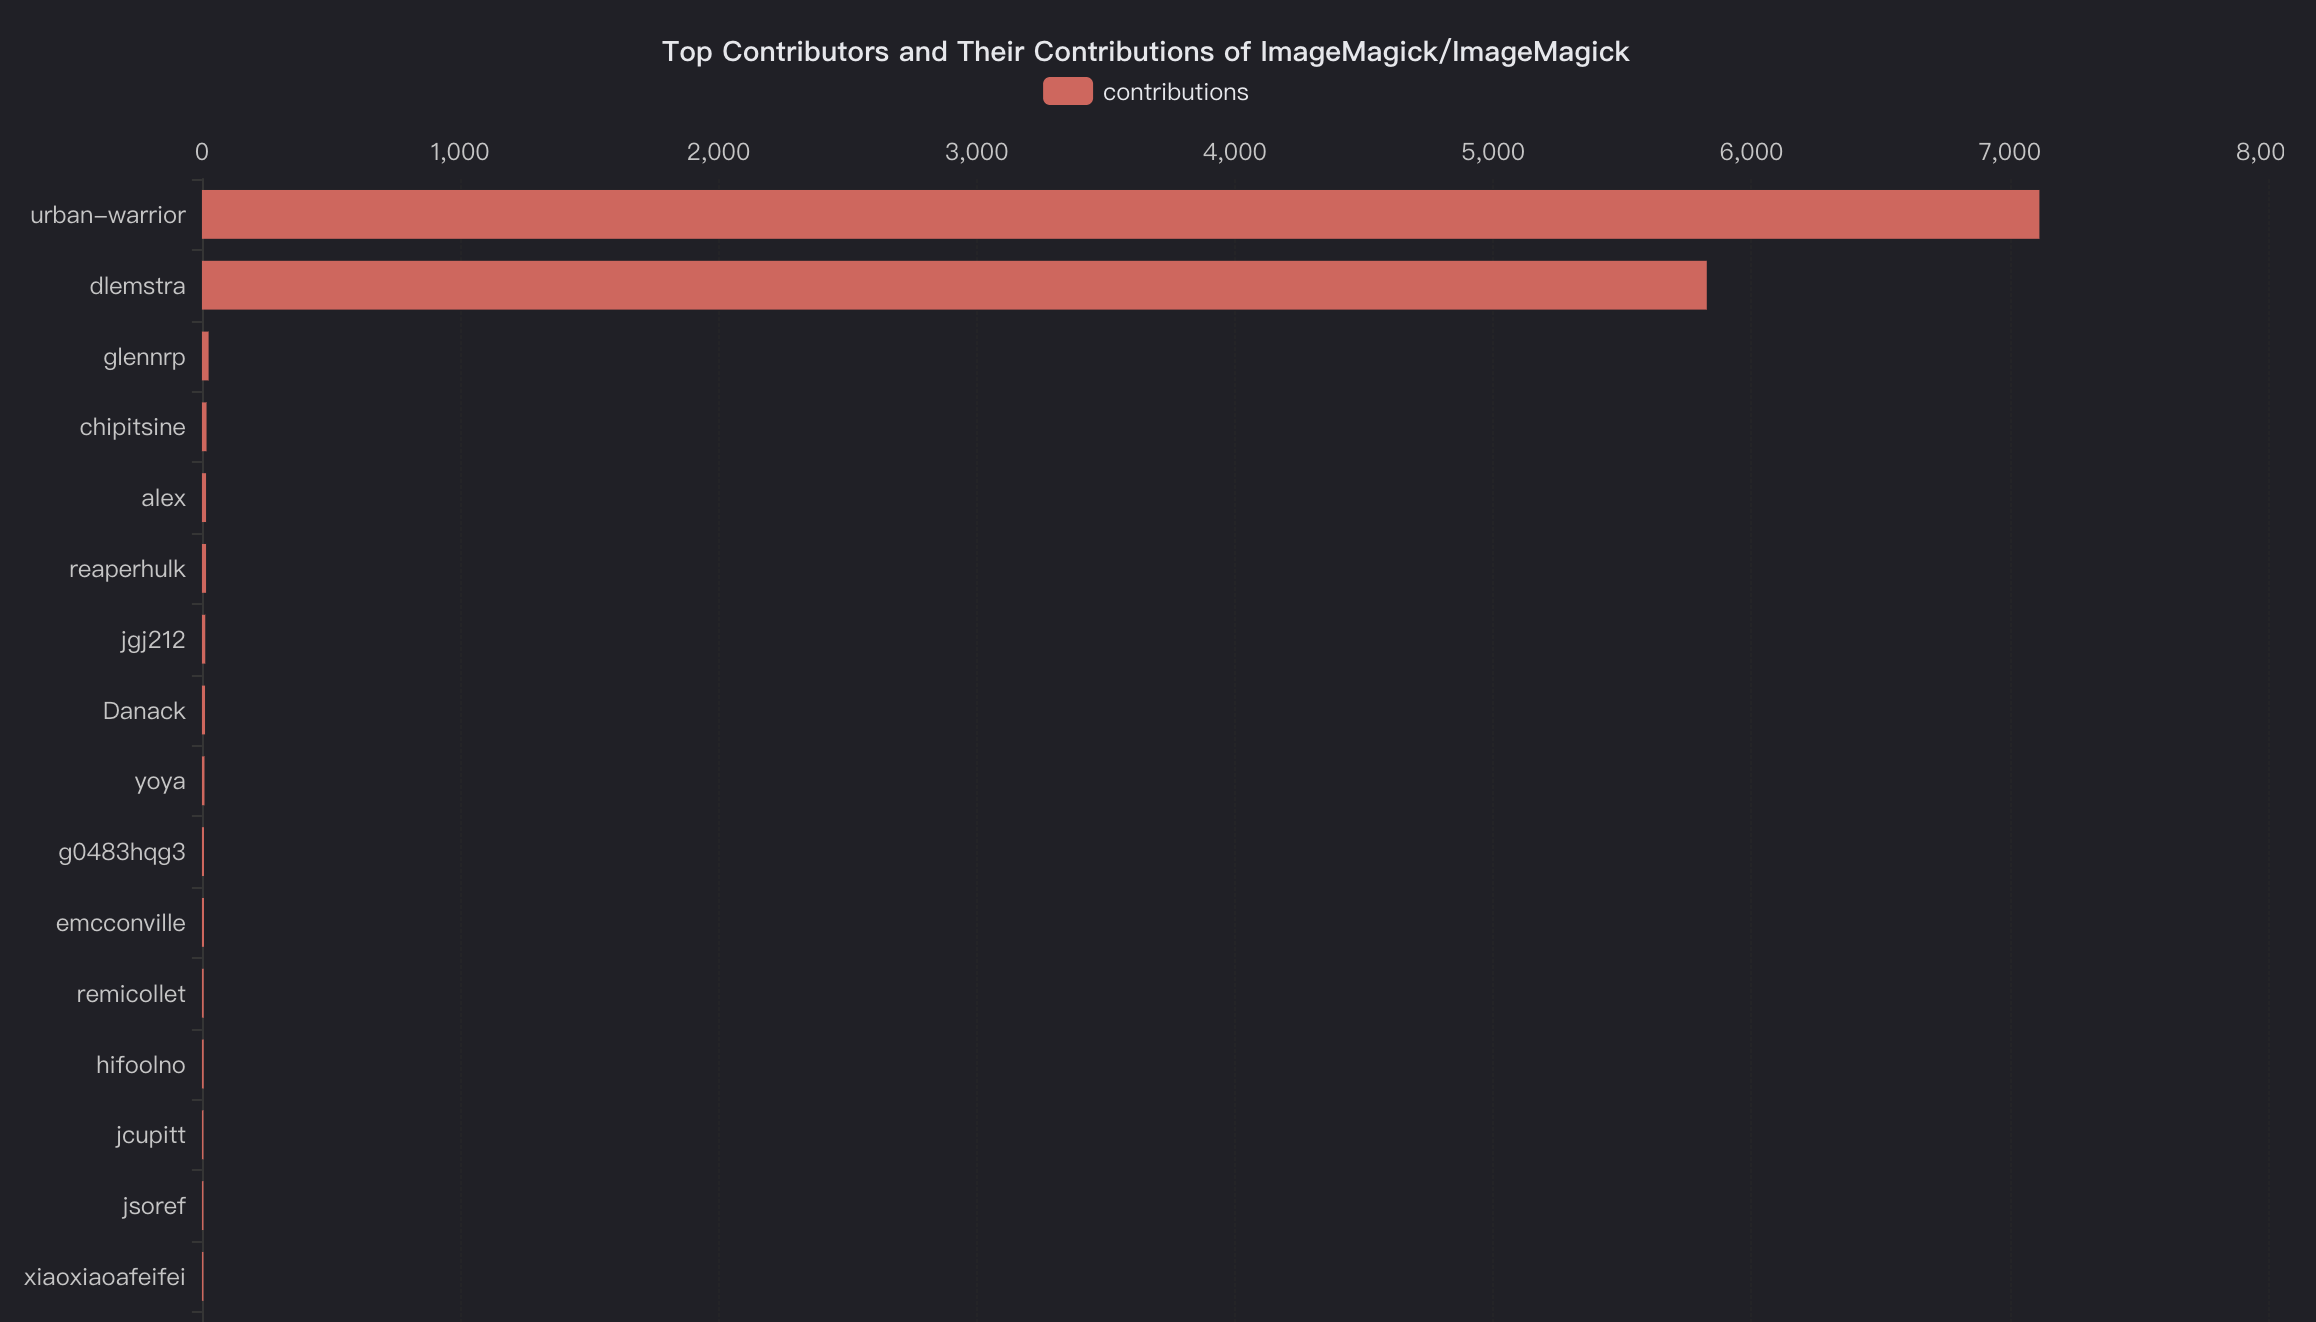 Top Contributors and Their Contributions of ImageMagick/ImageMagick
contributions
0 1,000 2,000 3,000 4,000 5,000 6,000 7,000 8,00
urban-warrior
dlemstra
glennrp
chipitsine
alex
reaperhulk
jgj212
Danack
yoya
g0483hqg3
emcconville
remicollet
hifoolno
jcupitt
jsoref
xiaoxiaoafeifei